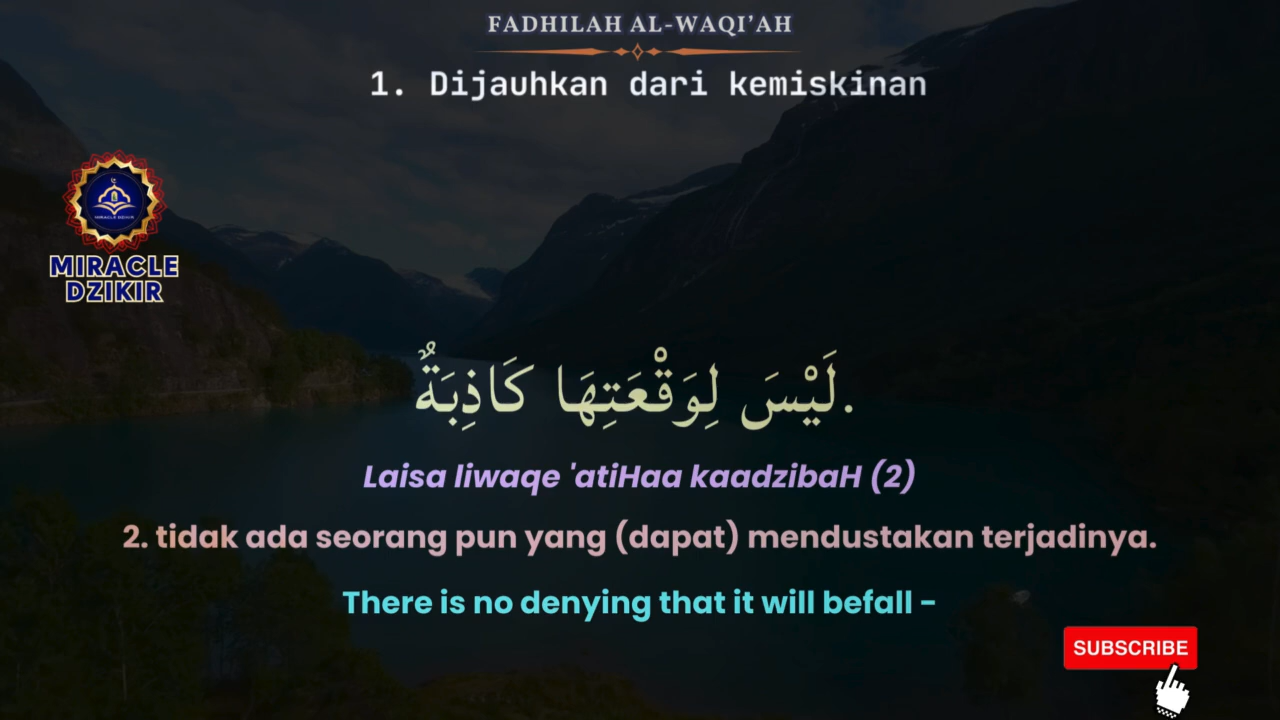 FADHILAH AL-WAQI'AH
1. Dijauhkan dari kemiskinan
MIRACLE
DZIKIR
لَيْسَ لِوَقْعَتِهَا كَاذِبَةٌ.
Laisa liwaqe 'atiHaa kaadzibaH (2)
2. tidak ada seorang pun yang (dapat) mendustakan terjadinya.
There is no denying that it will befall -
SUBSCRIBE